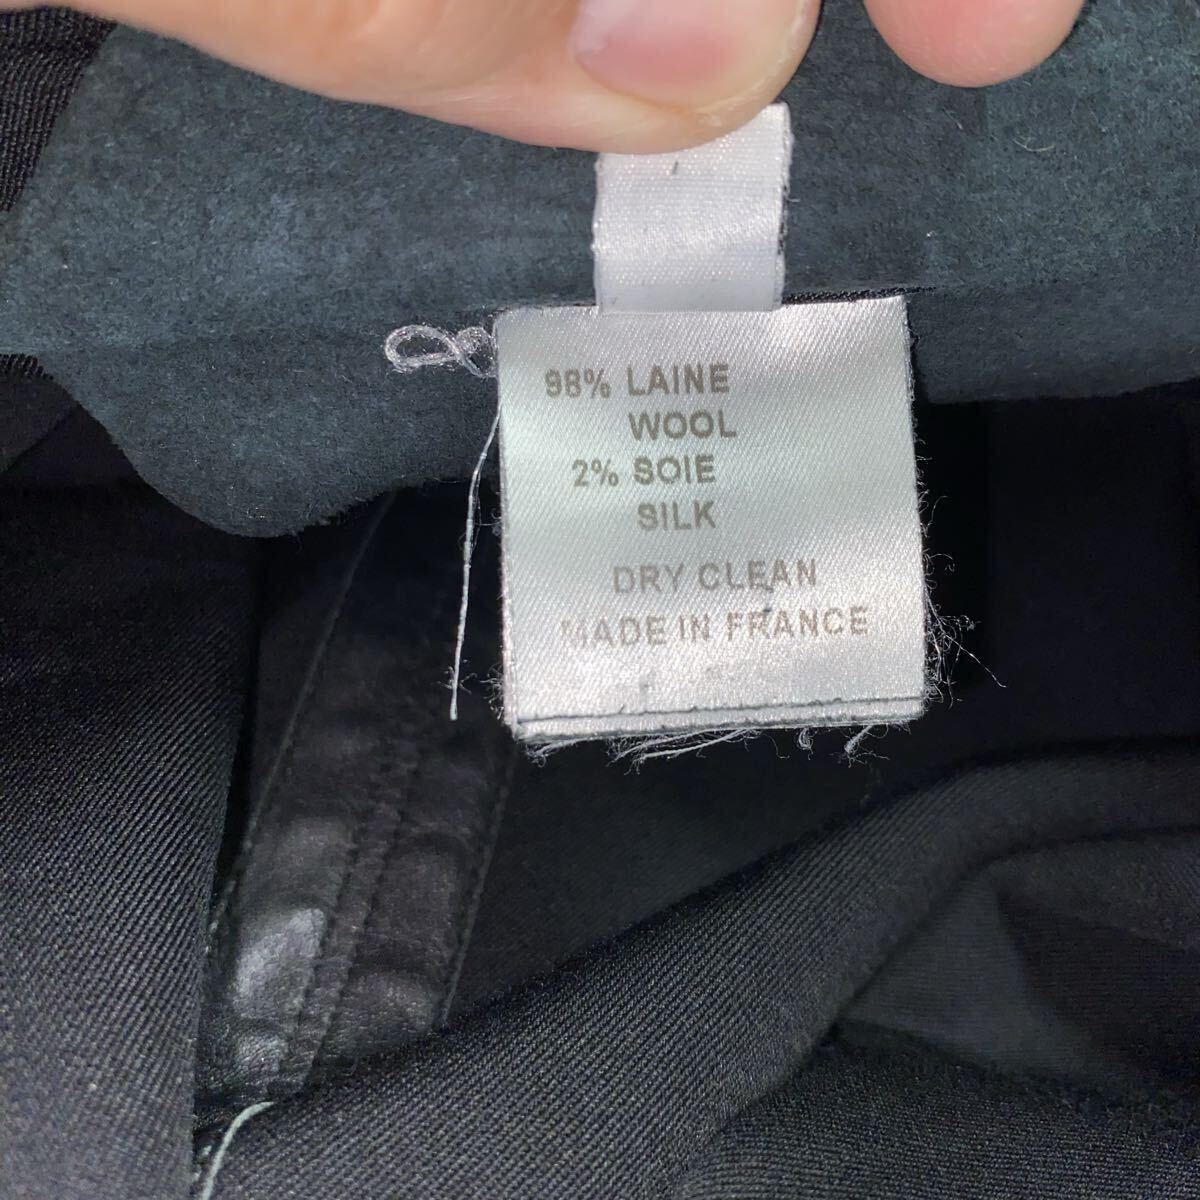 98% LAINE
WOOL
2% SOIE
SILK
DRY CLEAN
MADE IN FRANCE